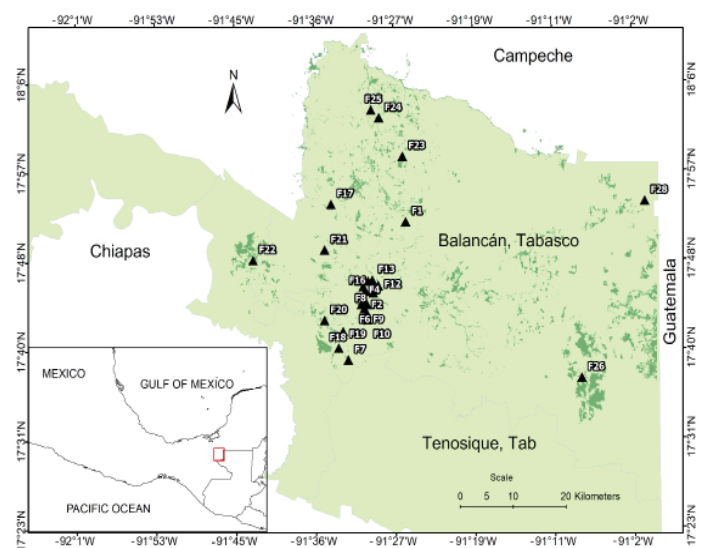 -92°1'N -91°53'N -91°45'N -91°36'N -91°27'N -91°19'N -91°11'N -91°2'N
Campeche
18°6'N
18°6'N
N
F25
F24
F23
17°57'N
17°57'N
F17
F28
F1
Chiapas
F22
F21
Balancán, Tabasco
17°48'N
17°48'N
F13
F16
F12
F4
F8
F2
Guatemala
F20
F6
F9
F18
F19
F10
F7
17°40'N
17°40'N
F26
MEXICO
GULF OF MEXÍCO
17°31'N
17°31'N
Tenosique, Tab
Scale
0 5 10 20 Kilometers
PACIFIC OCEAN
17°23'N
17°23'N
-92°1'N -91°53'N -91°45'N -91°36'N -91°27'N -91°19'N -91°11'N -91°2'N